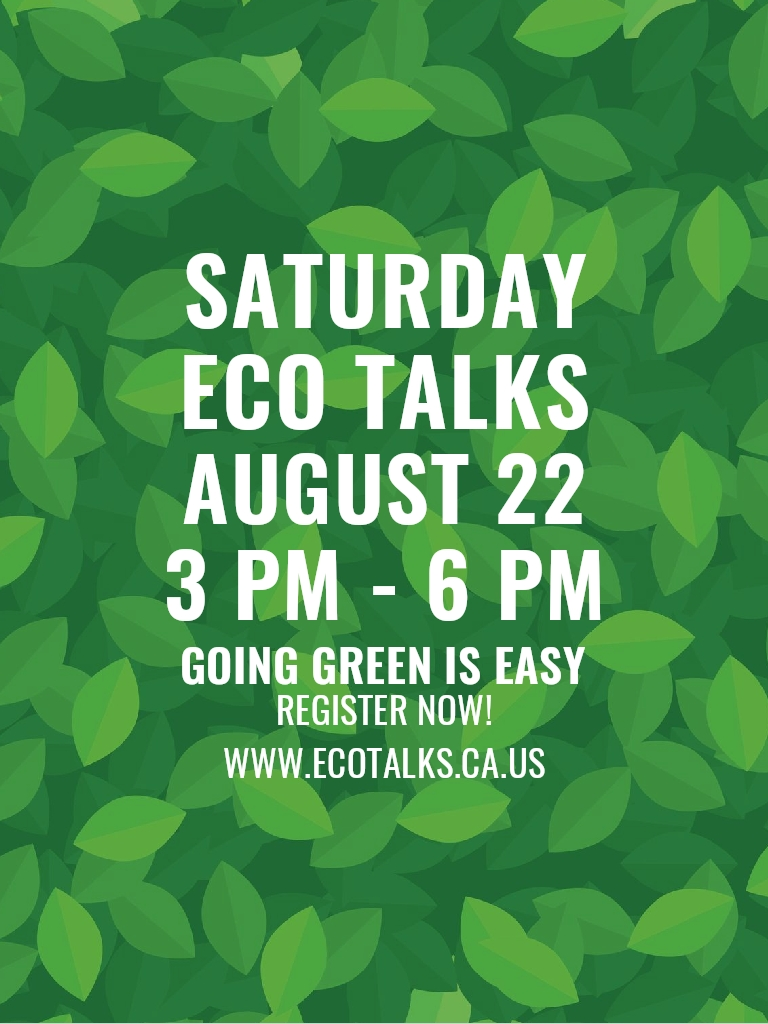 SATURDAY
ECO TALKS
AUGUST 22
3 PM - 6 PM
GOING GREEN IS EASY
REGISTER NOW!
WWW.ECOTALKS.CA.US